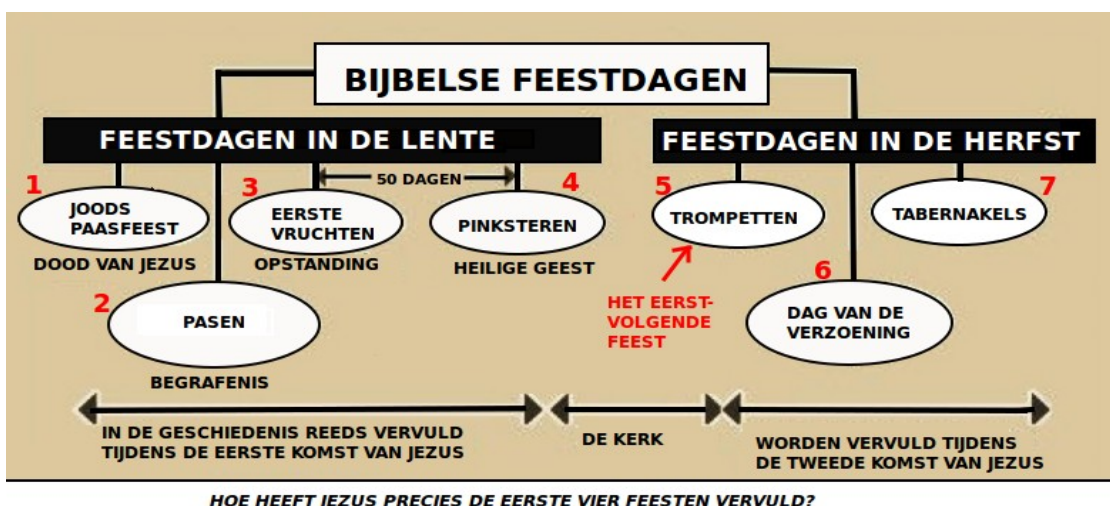 BIJBELSE FEESTDAGEN
FEESTDAGEN IN DE LENTE
FEESTDAGEN IN DE HERFST
1
JOODS
PAASFEEST
DOOD VAN JEZUS
2
PASEN
BEGRAFENIS
3
EERSTE
VRUCHTEN
OPSTANDING
50 DAGEN
4
PINKSTEREN
HEILIGE GEEST
5
TROMPETTEN
HET EERST-
VOLGENDE
FEEST
6
DAG VAN DE
VERZOENING
7
TABERNAKELS
IN DE GESCHIEDENIS REEDS VERVULD
TIJDENS DE EERSTE KOMST VAN JEZUS
DE KERK
WORDEN VERVULD TIJDENS
DE TWEEDE KOMST VAN JEZUS
HOE HEEFT JEZUS PRECIES DE EERSTE VIER FEESTEN VERVULD?